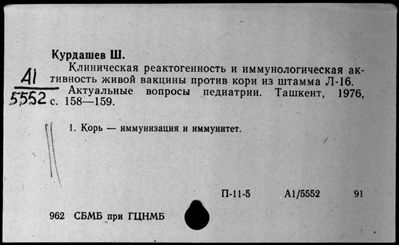 Курдашев Ш.
Клиническая реактогенность и иммунологическая ак-
А1 тивность живой вакцины против кори из штамма Л-16.
5552 Актуальные вопросы педиатрии. Ташкент, 1976,
с. 158—159.
1. Корь — иммунизация и иммунитет.
П-11-5 А1/5552 91
962 СБМБ при ГЦНМБ